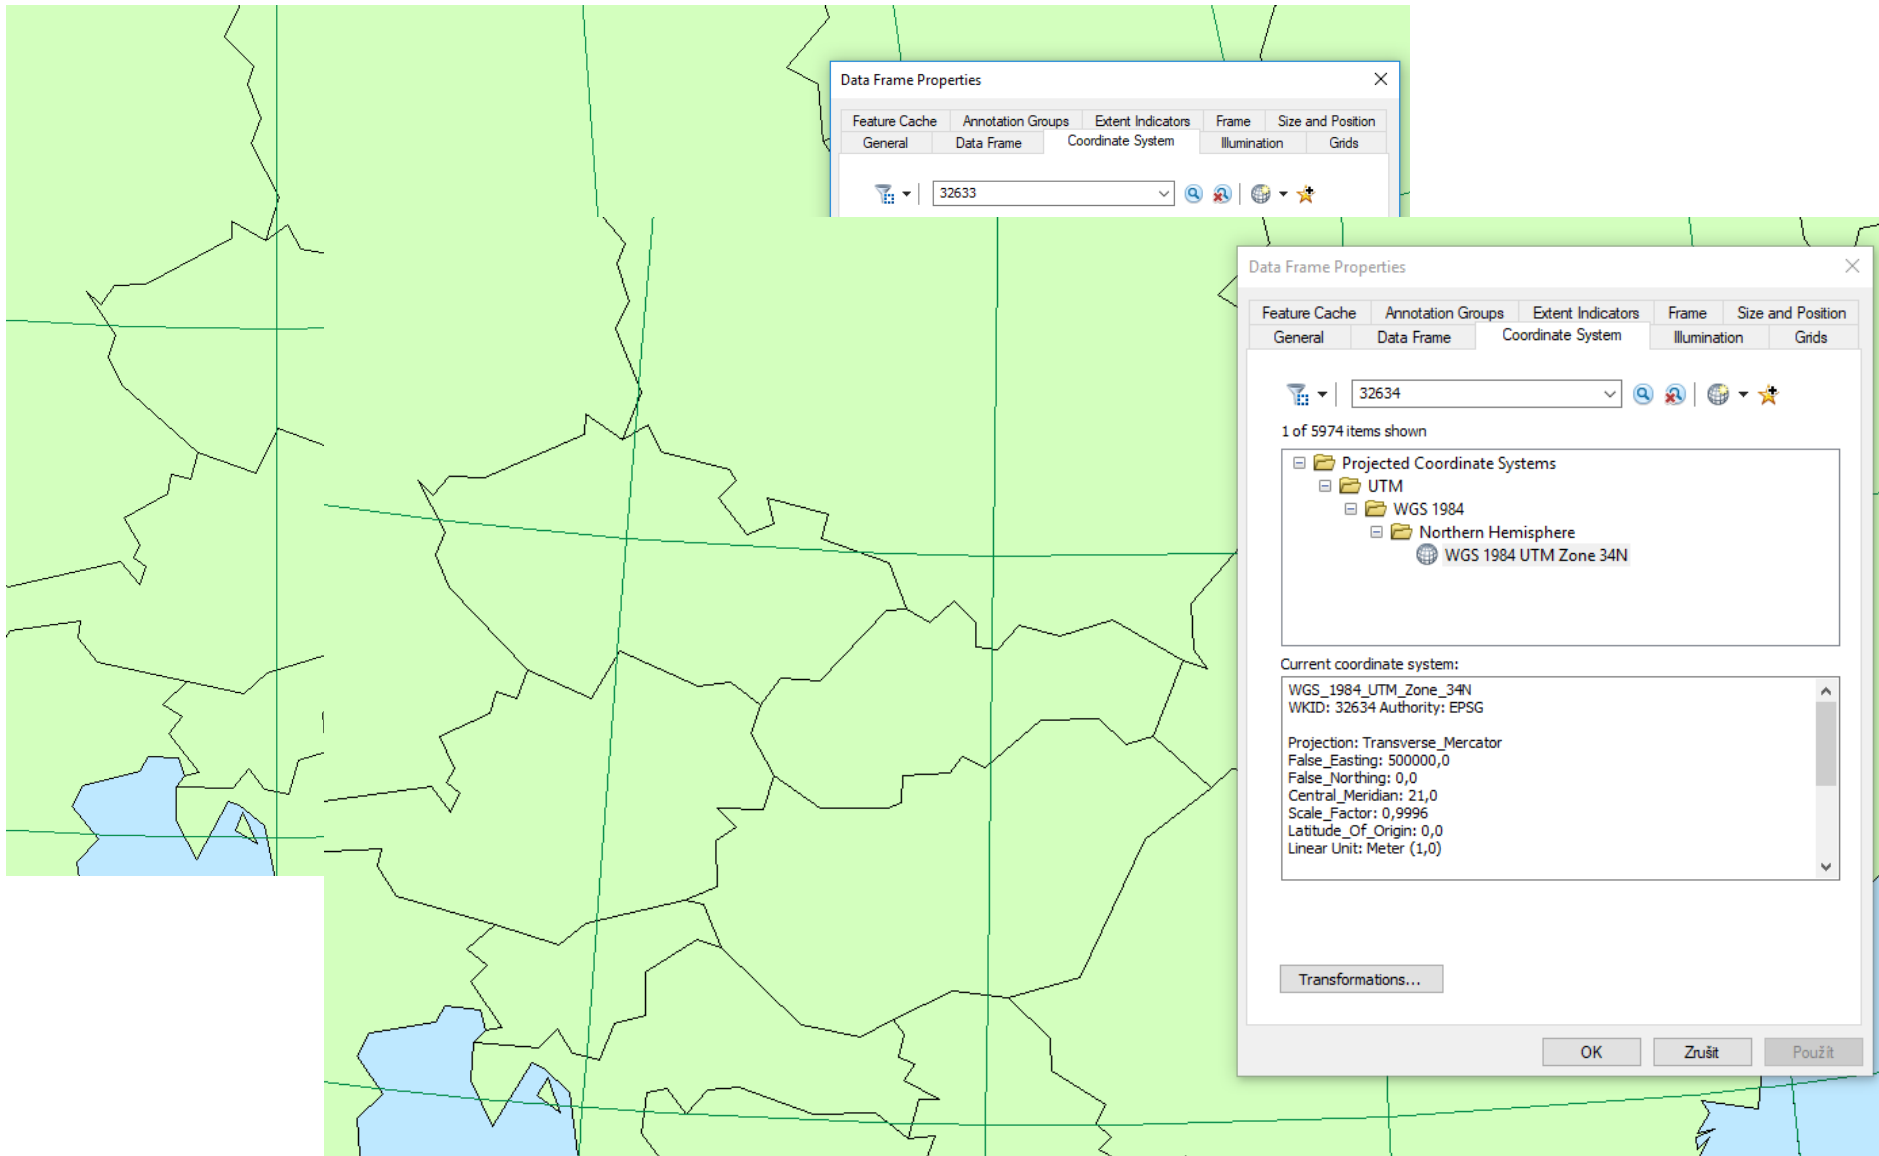 Data Frame Properties
Feature Cache Annotation Groups Extent Indicators Frame Size and Position
General Data Frame Coordinate System Illumination Grids
32633
Data Frame Properties
Feature Cache Annotation Groups Extent Indicators Frame Size and Position
General Data Frame Coordinate System Illumination Grids
32634
1 of 5974 items shown
Projected Coordinate Systems
UTM
WGS 1984
Northern Hemisphere
WGS 1984 UTM Zone 34N
Current coordinate system:
WGS_1984_UTM_Zone_34N
WKID: 32634 Authority: EPSG
Projection: Transverse_Mercator
False_Easting: 500000,0
False_Northing: 0,0
Central_Meridian: 21,0
Scale_Factor: 0,9996
Latitude_Of_Origin: 0,0
Linear Unit: Meter (1,0)
Transformations...
OK Zrušit Použít